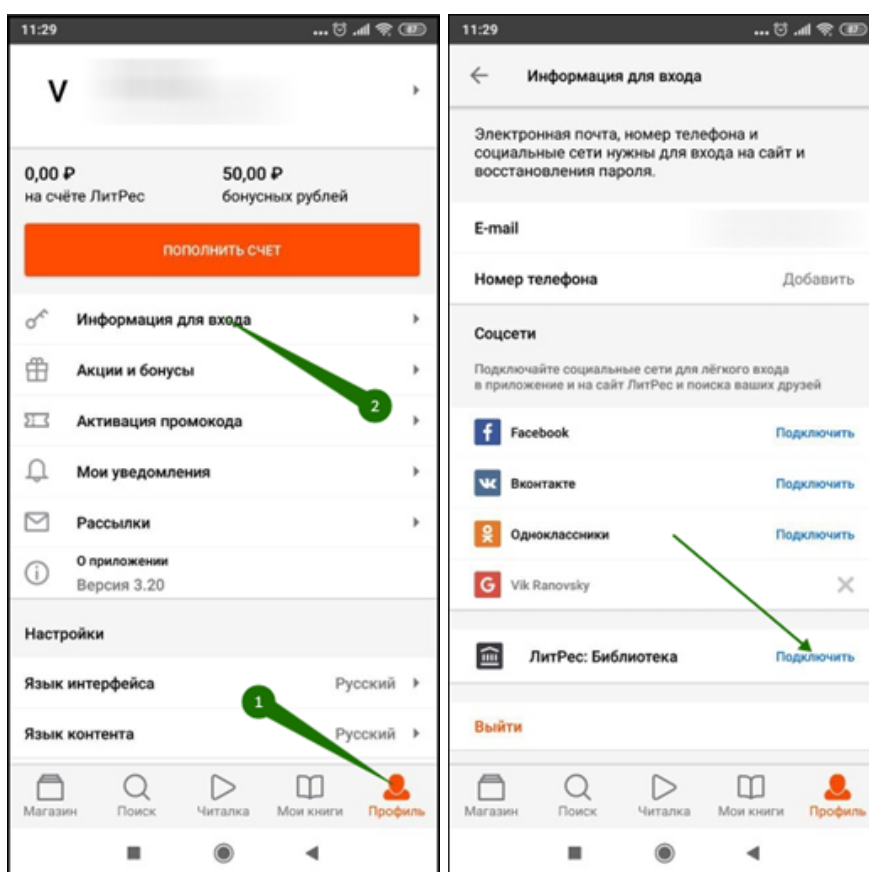 11:29
87
V
0,00 ₽
на счёте ЛитРес
50,00 ₽
бонусных рублей
ПОПОЛНИТЬ СЧЕТ
Информация для входа
Акции и бонусы
2
Активация промокода
Мои уведомления
Рассылки
О приложении
Версия 3.20
Настройки
Язык интерфейса
Русский
1
Язык контента
Русский
Магазин
Поиск
Читалка
Мои книги
Профиль
11:29
87
Информация для входа
Электронная почта, номер телефона и
социальные сети нужны для входа на сайт и
восстановления пароля.
E-mail
Номер телефона
Добавить
Соцсети
Подключайте социальные сети для лёгкого входа
в приложение и на сайт ЛитРес и поиска ваших друзей
Facebook
Подключить
Вконтакте
Подключить
Одноклассники
Подключить
G
Vik Ranovsky
ЛитРес: Библиотека
Подключить
Выйти
Магазин
Поиск
Читалка
Мои книги
Профиль